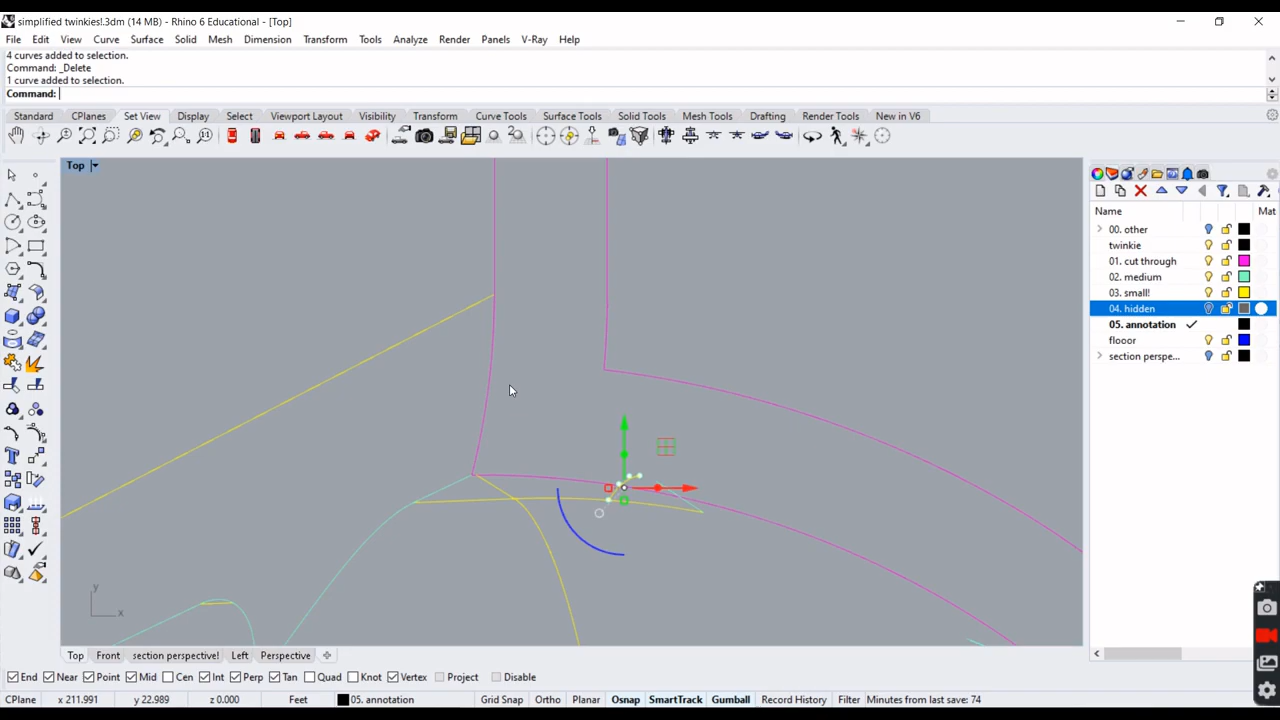 simplified twinkies!.3dm (14 MB) - Rhino 6 Educational - [Top]
File Edit View Curve Surface Solid Mesh Dimension Transform Tools Analyze Render Panels V-Ray Help
4 curves added to selection.
Command: _Delete
1 curve added to selection.
Command:
Standard CPlanes Set View Display Select Viewport Layout Visibility Transform Curve Tools Surface Tools Solid Tools Mesh Tools Drafting Render Tools New in V6
Top
Name Mat
00. other
twinkie
01. cut through
02. medium
03. small!
04. hidden
05. annotation
flooor
section perspe...
y
x
Top Front section perspective! Left Perspective
End Near Point Mid Cen Int Perp Tan Quad Knot Vertex Project Disable
CPlane x 211.991 y 22.989 z 0.000 Feet 05. annotation Grid Snap Ortho Planar Osnap SmartTrack Gumball Record History Filter Minutes from last save: 74